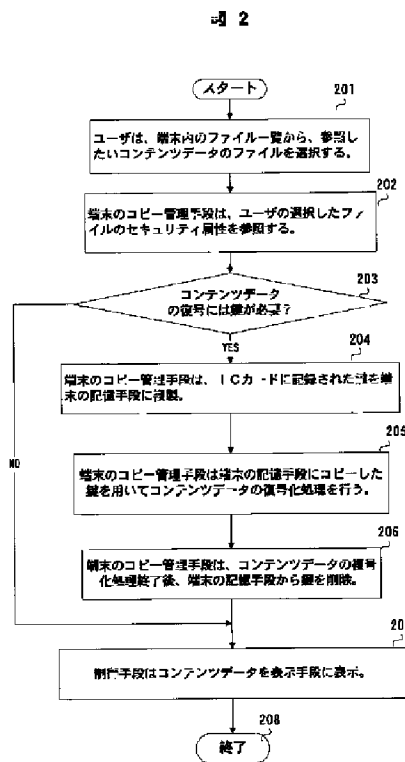 図 2
スタート
201
ユーザは、端末内のファイル一覧から、参照し
たいコンテンツデータのファイルを選択する。
202
端末のコピー管理手段は、ユーザの選択したファ
イルのセキュリティ属性を参照する。
203
コンテンツデータ
の復号には鍵が必要?
YES
NO
204
端末のコピー管理手段は、ICカードに記録された鍵を端
末の記憶手段に複製。
205
端末のコピー管理手段は端末の記憶手段にコピーした
鍵を用いてコンテンツデータの復号化処理を行う。
206
端末のコピー管理手段は、コンテンツデータの復号
化処理終了後、端末の記憶手段から鍵を削除。
20
制御手段はコンテンツデータを表示手段に表示。
208
終了